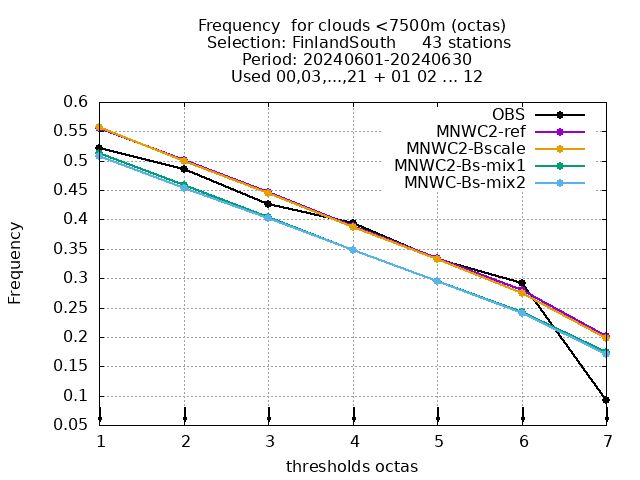 Frequency  for clouds <7500m (octas)
Selection: FinlandSouth     43 stations
Period: 20240601-20240630
Used 00,03,...,21 + 01 02 ... 12
OBS
MNWC2-ref
MNWC2-Bscale
MNWC2-Bs-mix1
MNWC-Bs-mix2
Frequency
0.6
0.55
0.5
0.45
0.4
0.35
0.3
0.25
0.2
0.15
0.1
0.05
1 2 3 4 5 6 7
thresholds octas